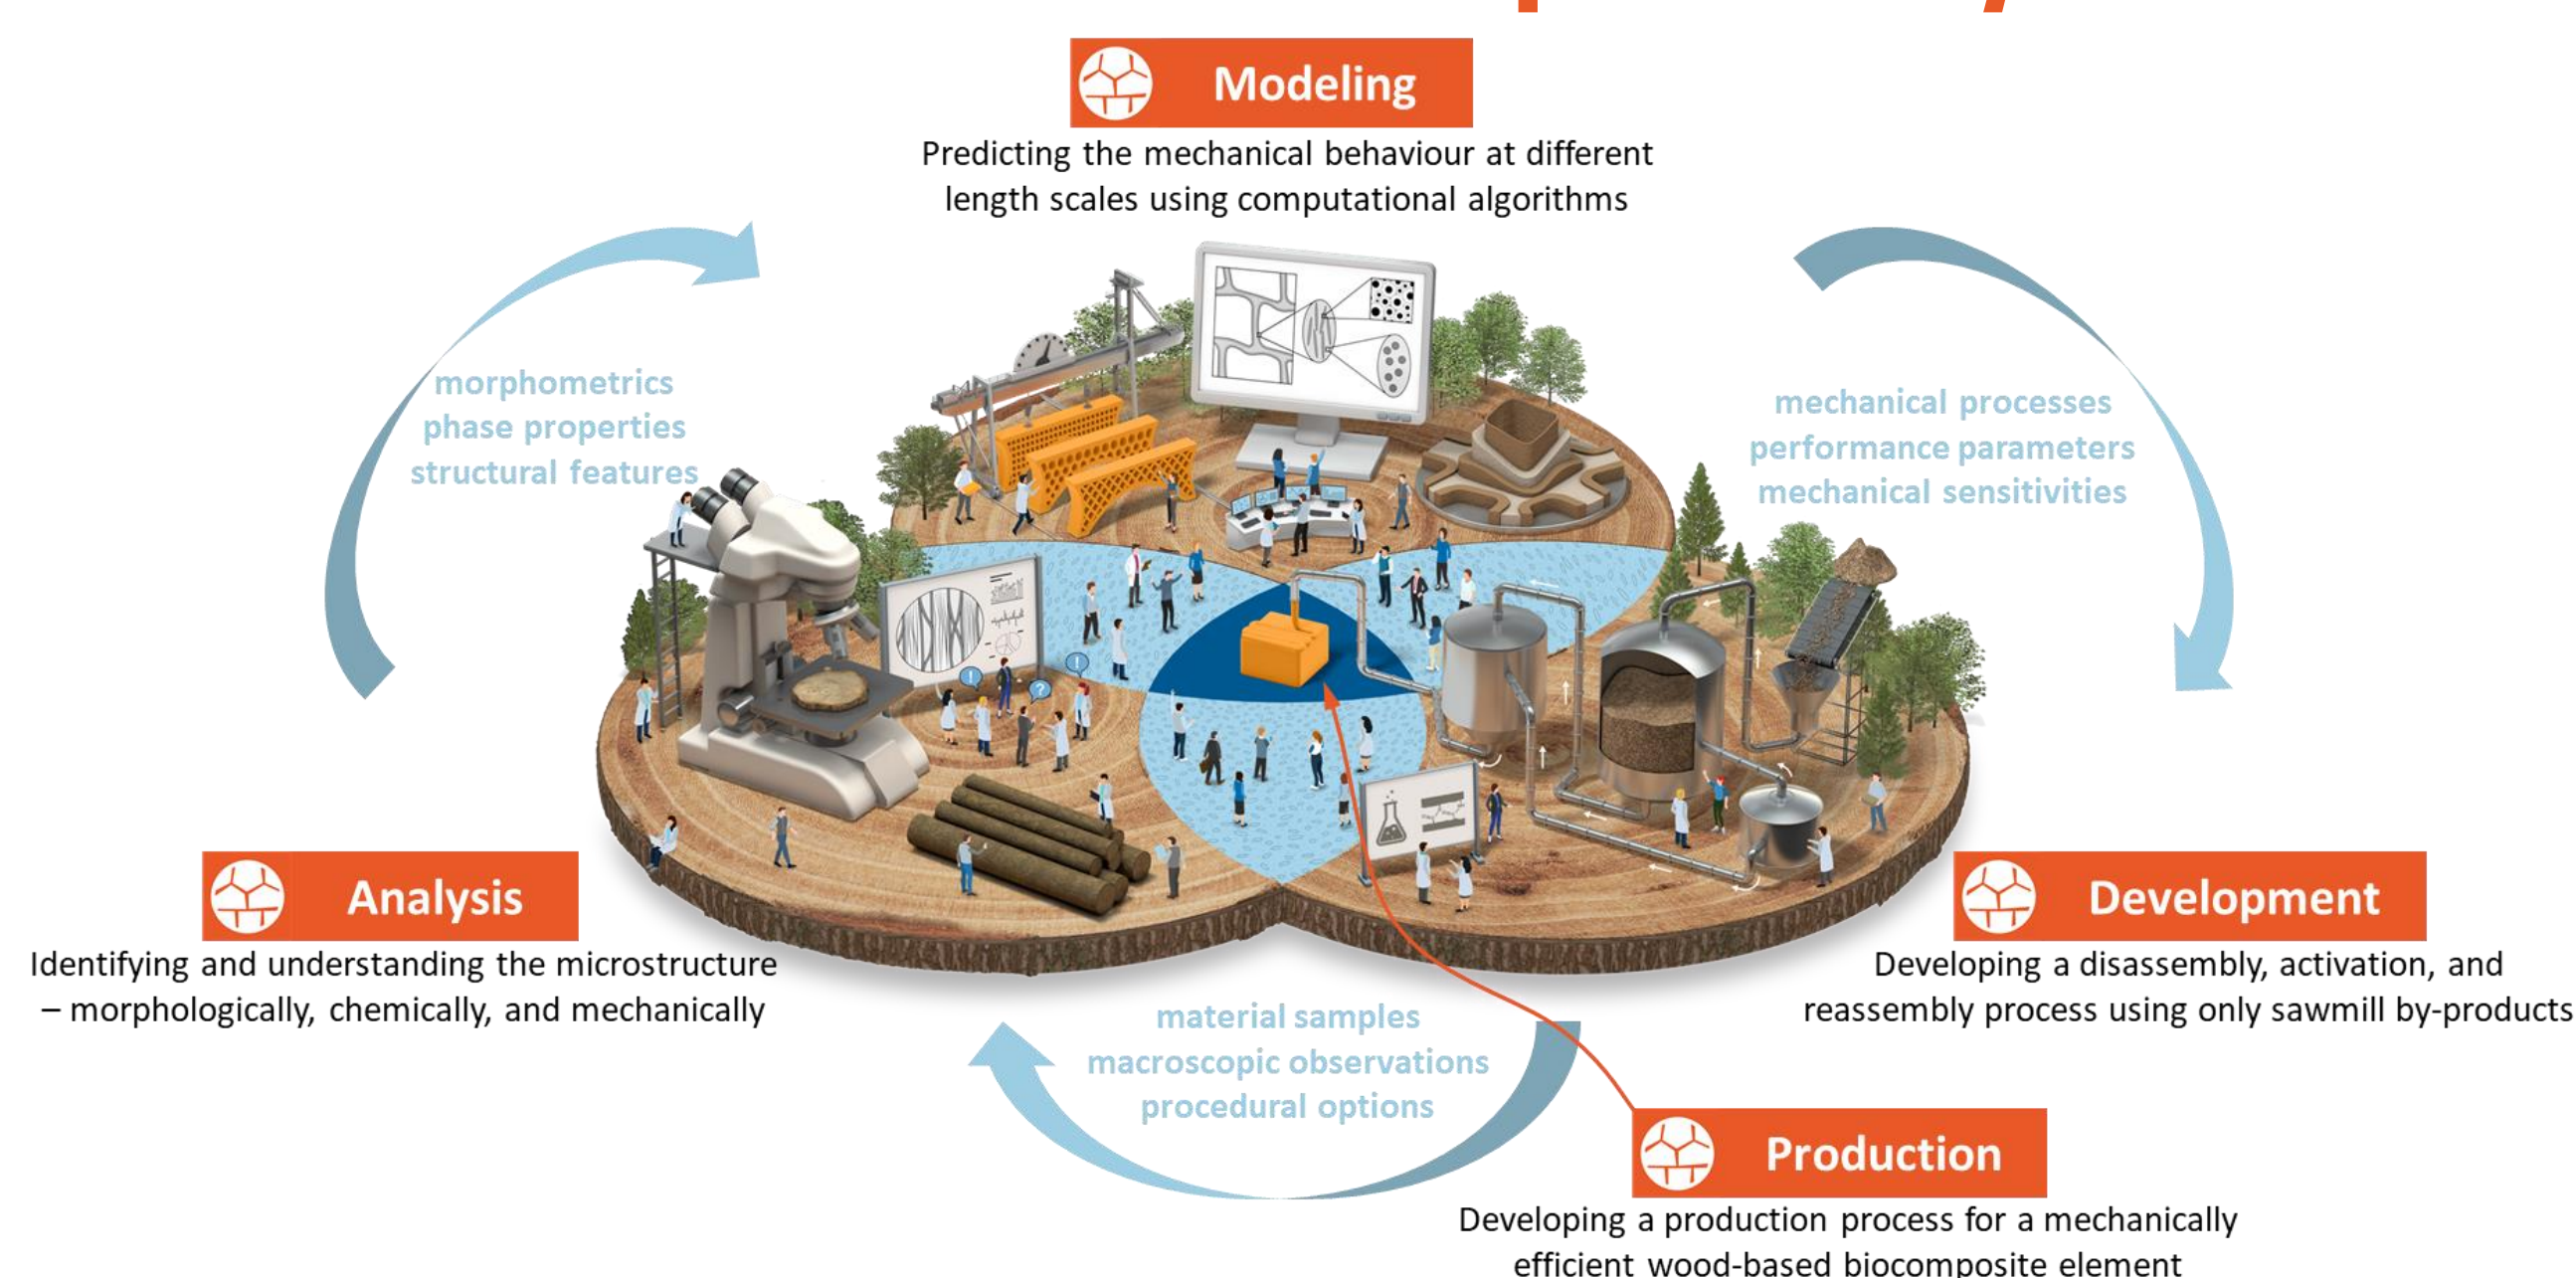 Modeling
Predicting the mechanical behaviour at different
length scales using computational algorithms
morphometrics
phase properties
structural features
mechanical processes
performance parameters
mechanical sensitivities
!
?
!
Analysis
Identifying and understanding the microstructure
– morphologically, chemically, and mechanically
Development
Developing a disassembly, activation, and
reassembly process using only sawmill by-products
material samples
macroscopic observations
procedural options
Production
Developing a production process for a mechanically
efficient wood-based biocomposite element